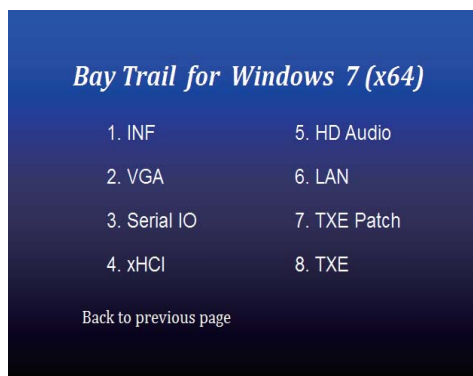 Bay Trail for Windows 7 (x64)
1. INF
2. VGA
3. Serial IO
4. xHCI
5. HD Audio
6. LAN
7. TXE Patch
8. TXE
Back to previous page